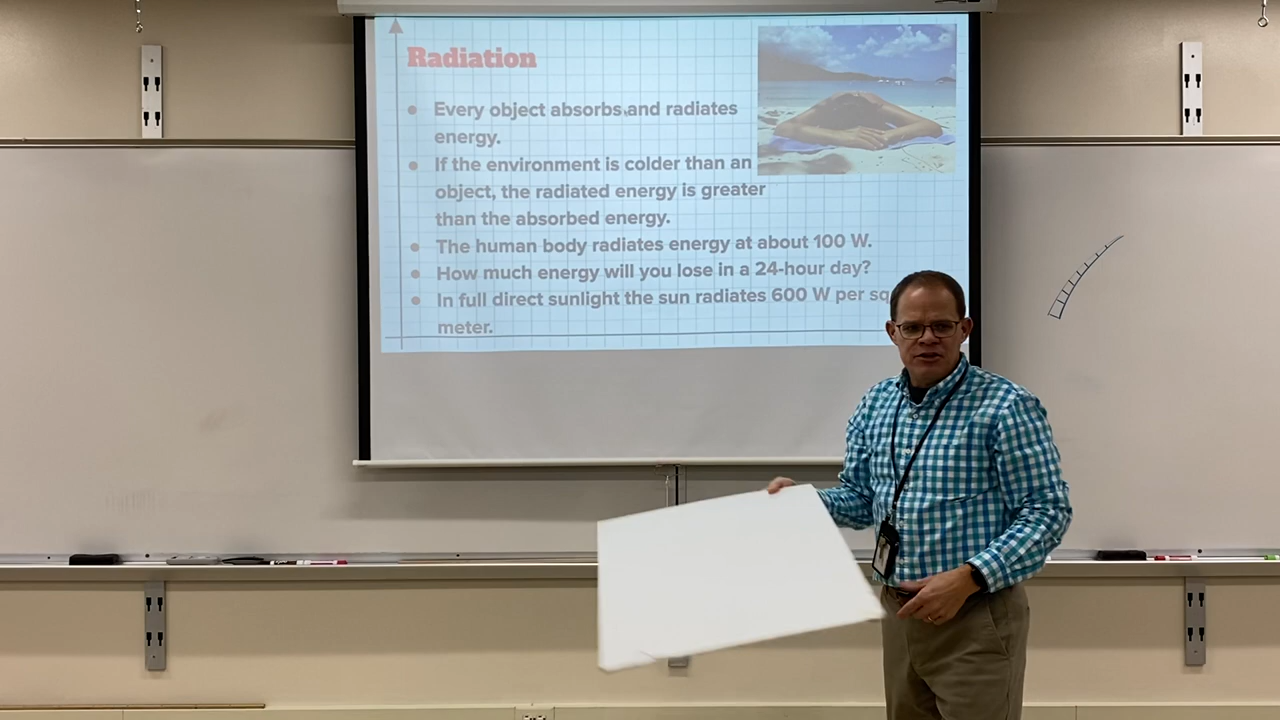 Radiation
Every object absorbs and radiates
energy.
If the environment is colder than an
object, the radiated energy is greater
than the absorbed energy.
The human body radiates energy at about 100 W.
How much energy will you lose in a 24-hour day?
In full direct sunlight the sun radiates 600 W per sq
meter.